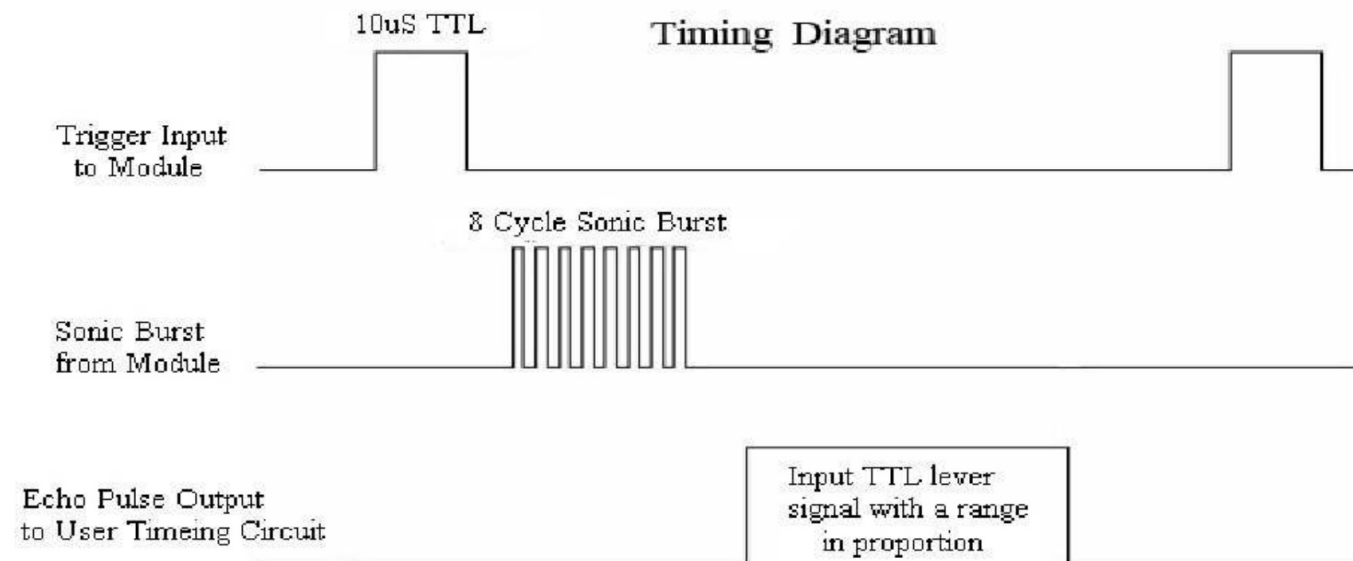 10uS TTL
Timing Diagram
Trigger Input
to Module
8 Cycle Sonic Burst
Sonic Burst
from Module
Echo Pulse Output
to User Timeing Circuit
Input TTL lever
signal with a range
in proportion